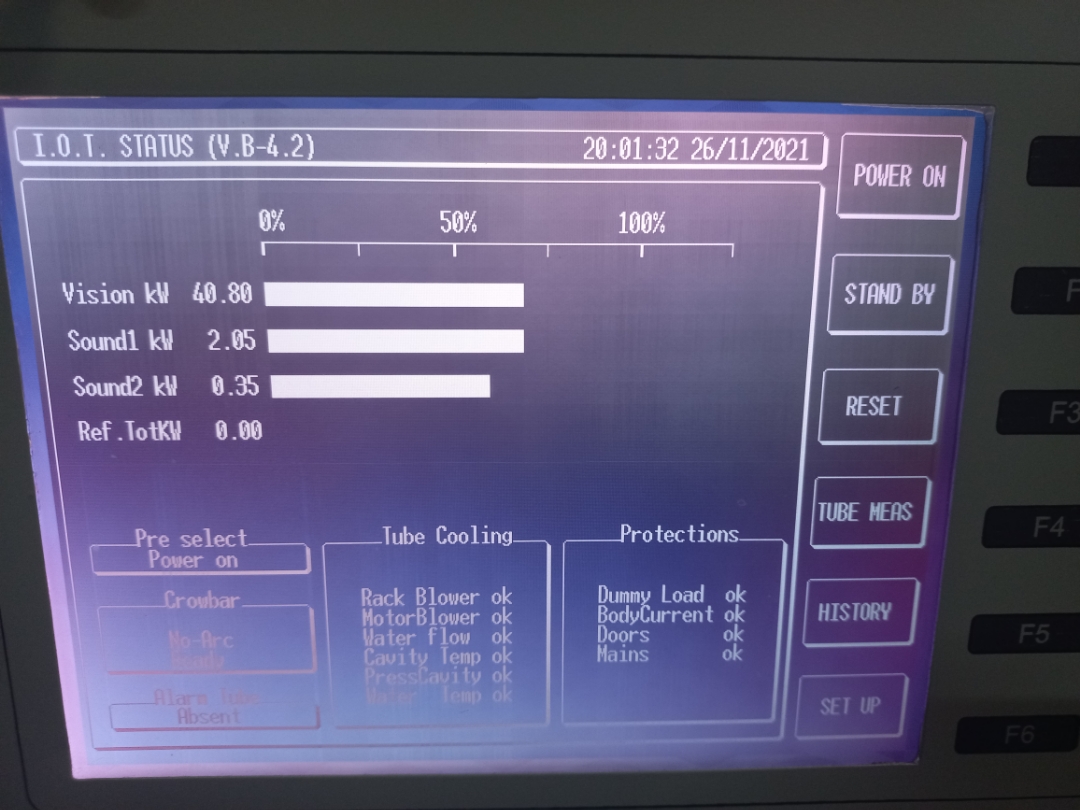 I.O.T. STATUS (V.B-4.2) 20:01:32 26/11/2021
0% 50% 100%
Vision kW 40.80
Sound1 kW 2.05
Sound2 kW 0.35
Ref.TotKW 0.00
Pre select
Power on
Crowbar
No-Arc
Ready
Absent
Tube Cooling
Rack Blower ok
MotorBlower ok
Water flow ok
Cavity Temp ok
PressCavity ok
Water Temp ok
Protections
Dummy Load ok
BodyCurrent ok
Doors ok
Mains ok
POWER ON
STAND BY
RESET
TUBE MEAS
HISTORY
SET UP
F3
F4
F5
F6